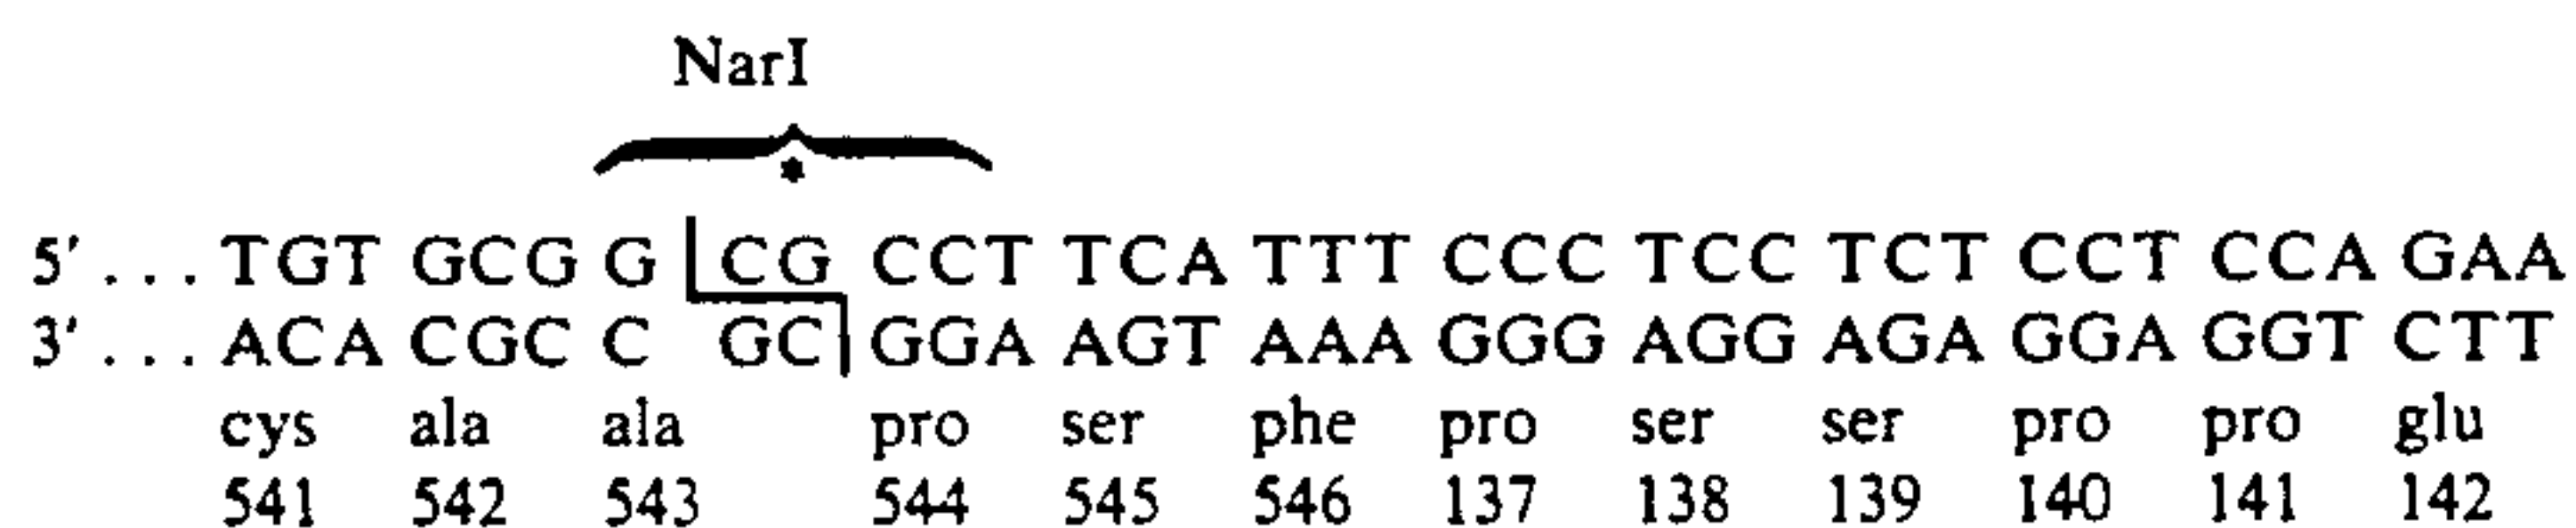 NarI
*
5' ... TGT GCG G CG CCT TCA TTT CCC TCC TCT CCT CCA GAA
3' ... ACA CGC C GC GGA AGT AAA GGG AGG AGA GGA GGT CTT
cys ala ala pro ser phe pro ser ser pro pro glu
541 542 543 544 545 546 137 138 139 140 141 142